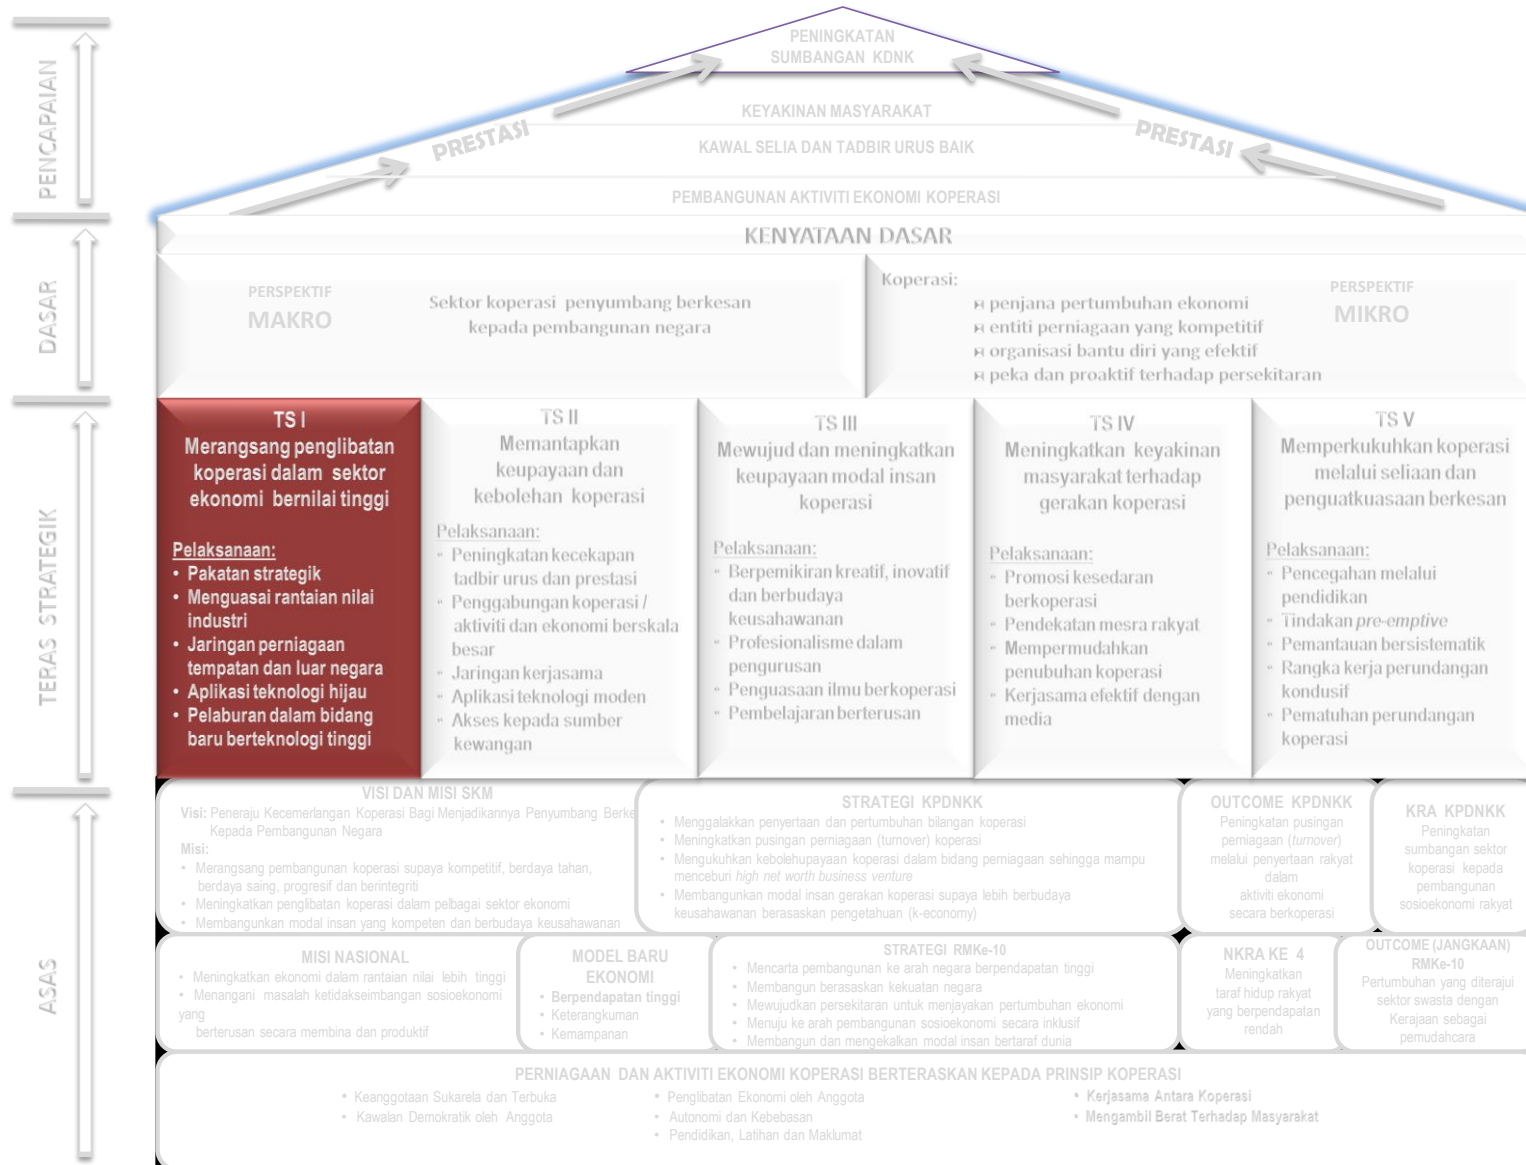 PENCAPAIAN
PENINGKATAN
SUMBANGAN KDNK
PRESTASI
PRESTASI
KEYAKINAN MASYARAKAT
KAWAL SELIA DAN TADBIR URUS BAIK
PEMBANGUNAN AKTIVITI EKONOMI KOPERASI
DASAR
KENYATAAN DASAR
PERSPEKTIF
MAKRO
Sektor koperasi penyumbang berkesan
kepada pembangunan negara
Koperasi:
penjana pertumbuhan ekonomi
entiti perniagaan yang kompetitif
organisasi bantu diri yang efektif
peka dan proaktif terhadap persekitaran
PERSPEKTIF
MIKRO
TERAS STRATEGIK
TS I
Merangsang penglibatan
koperasi dalam sektor
ekonomi bernilai tinggi
Pelaksanaan:
• Pakatan strategik
• Menguasai rantaian nilai
industri
• Jaringan perniagaan
tempatan dan luar negara
• Aplikasi teknologi hijau
• Pelaburan dalam bidang
baru berteknologi tinggi
TS II
Memantapkan
keupayaan dan
kebolehan koperasi
Pelaksanaan:
• Peningkatan kecekapan
tadbir urus dan prestasi
• Penggabungan koperasi /
aktiviti dan ekonomi berskala
besar
• Jaringan kerjasama
• Aplikasi teknologi moden
• Akses kepada sumber
kewangan
TS III
Mewujud dan meningkatkan
keupayaan modal insan
koperasi
Pelaksanaan:
• Berpemikiran kreatif, inovatif
dan berbudaya
keusahawanan
• Profesionalisme dalam
pengurusan
• Penguasaan ilmu berkoperasi
• Pembelajaran berterusan
TS IV
Meningkatkan keyakinan
masyarakat terhadap
gerakan koperasi
Pelaksanaan:
• Promosi kesedaran
berkoperasi
• Pendekatan mesra rakyat
• Mempermudahkan
penubuhan koperasi
• Kerjasama efektif dengan
media
TS V
Memperkukuhkan koperasi
melalui seliaan dan
penguatkuasaan berkesan
Pelaksanaan:
• Pencegahan melalui
pendidikan
• Tindakan pre-emptive
• Pemantauan bersistematik
• Rangka kerja perundangan
kondusif
• Pematuhan perundangan
koperasi
ASAS
VISI DAN MISI SKM
Visi: Peneraju Kecemerlangan Koperasi Bagi Menjadikannya Penyumbang Berke
Kepada Pembangunan Negara
Misi:
• Merangsang pembangunan koperasi supaya kompetitif, berdaya tahan,
berdaya saing, progresif dan berintegriti
• Meningkatkan penglibatan koperasi dalam pelbagai sektor ekonomi
• Membangunkan modal insan yang kompeten dan berbudaya keusahawanan
STRATEGI KPDNKK
• Menggalakkan penyertaan dan pertumbuhan bilangan koperasi
• Meningkatkan pusingan perniagaan (turnover) koperasi
• Mengukuhkan kebolehupayaan koperasi dalam bidang perniagaan sehingga mampu
menceburi high net worth business venture
• Membangunkan modal insan gerakan koperasi supaya lebih berbudaya
keusahawanan berasaskan pengetahuan (k-economy)
OUTCOME KPDNKK
Peningkatan pusingan
perniagaan (turnover)
melalui penyertaan rakyat
dalam
aktiviti ekonomi
secara berkoperasi
KRA KPDNKK
Peningkatan
sumbangan sektor
koperasi kepada
pembangunan
sosioekonomi rakyat
MISI NASIONAL
• Meningkatkan ekonomi dalam rantaian nilai lebih tinggi
• Menangani masalah ketidakseimbangan sosioekonomi
yang
berterusan secara membina dan produktif
MODEL BARU
EKONOMI
• Berpendapatan tinggi
• Keterangkuman
• Kemampanan
STRATEGI RMKe-10
• Mencarta pembangunan ke arah negara berpendapatan tinggi
• Membangun berasaskan kekuatan negara
• Mewujudkan persekitaran untuk menjayakan pertumbuhan ekonomi
• Menuju ke arah pembangunan sosioekonomi secara inklusif
• Membangun dan mengekalkan modal insan bertaraf dunia
NKRA KE 4
Meningkatkan
taraf hidup rakyat
yang berpendapatan
rendah
OUTCOME (JANGKAAN)
RMKe-10
Pertumbuhan yang diterajui
sektor swasta dengan
Kerajaan sebagai
pemudahcara
PERNIAGAAN DAN AKTIVITI EKONOMI KOPERASI BERTERASKAN KEPADA PRINSIP KOPERASI
• Keanggotaan Sukarela dan Terbuka
• Kawalan Demokratik oleh Anggota
• Penglibatan Ekonomi oleh Anggota
• Autonomi dan Kebebasan
• Pendidikan, Latihan dan Maklumat
• Kerjasama Antara Koperasi
• Mengambil Berat Terhadap Masyarakat